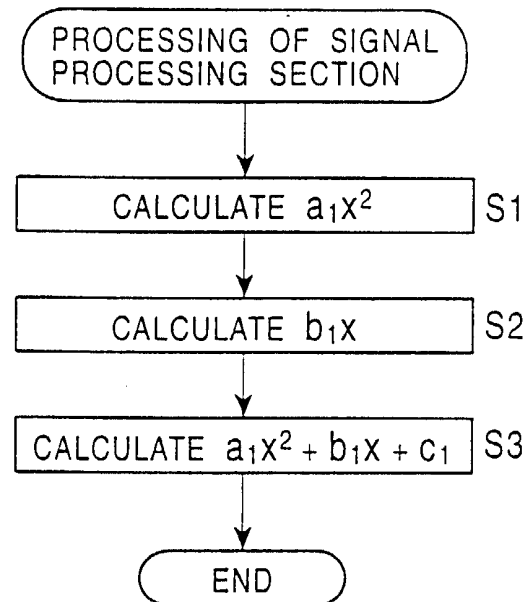 PROCESSING OF SIGNAL
PROCESSING SECTION
CALCULATE a₁x² S1
CALCULATE b₁x S2
CALCULATE a₁x² + b₁x + c₁ S3
END